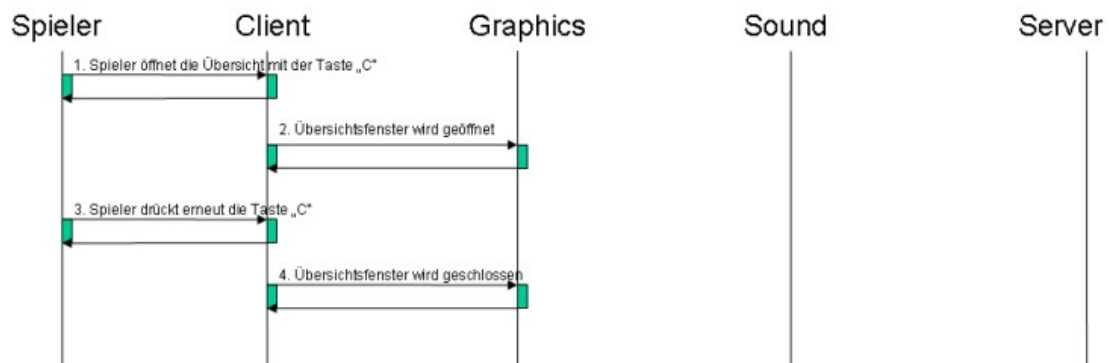 Spieler Client Graphics Sound Server
1. Spieler öffnet die Übersicht mit der Taste „C"
2. Übersichtsfenster wird geöffnet
3. Spieler drückt erneut die Taste „C"
4. Übersichtsfenster wird geschlossen